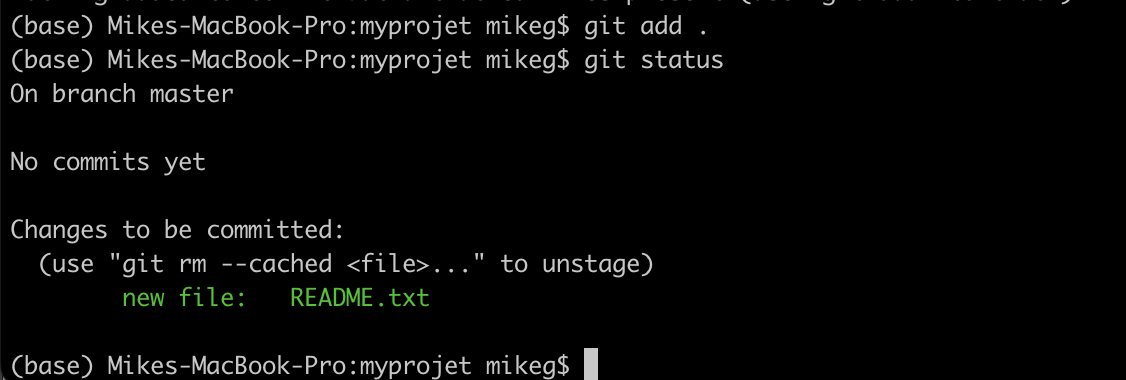 (base) Mikes-MacBook-Pro:myprojet mikeg$ git add .
(base) Mikes-MacBook-Pro:myprojet mikeg$ git status
On branch master
No commits yet
Changes to be committed:
(use "git rm --cached <file>..." to unstage)
new file: README.txt
(base) Mikes-MacBook-Pro:myprojet mikeg$